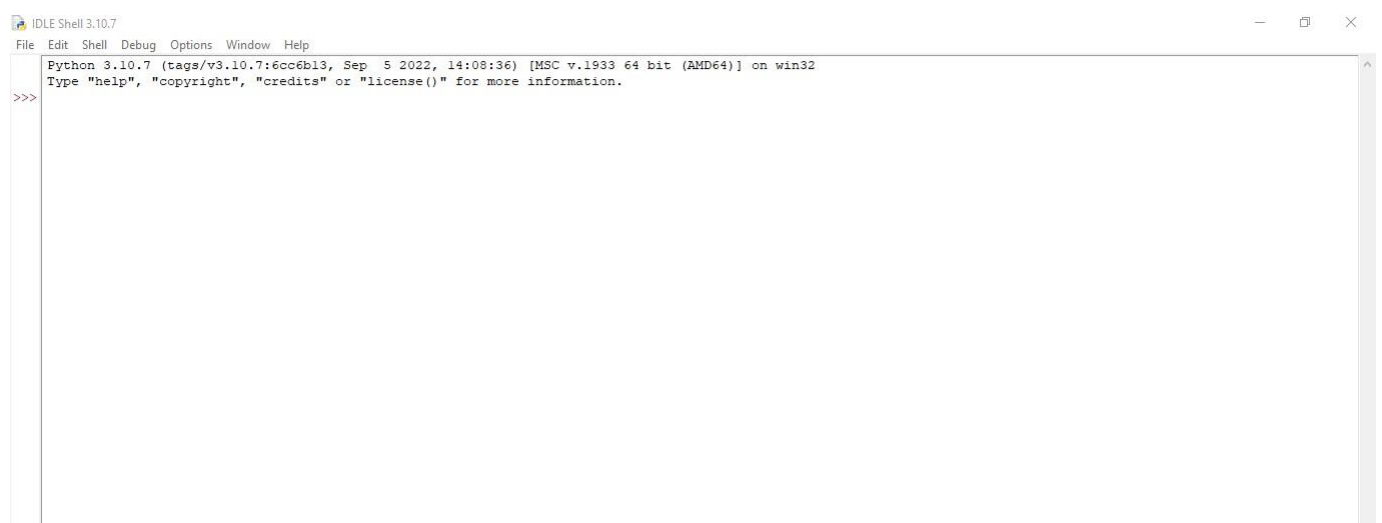 IDLE Shell 3.10.7
File Edit Shell Debug Options Window Help
Python 3.10.7 (tags/v3.10.7:6cc6b13, Sep  5 2022, 14:08:36) [MSC v.1933 64 bit (AMD64)] on win32
Type "help", "copyright", "credits" or "license()" for more information.
>>>